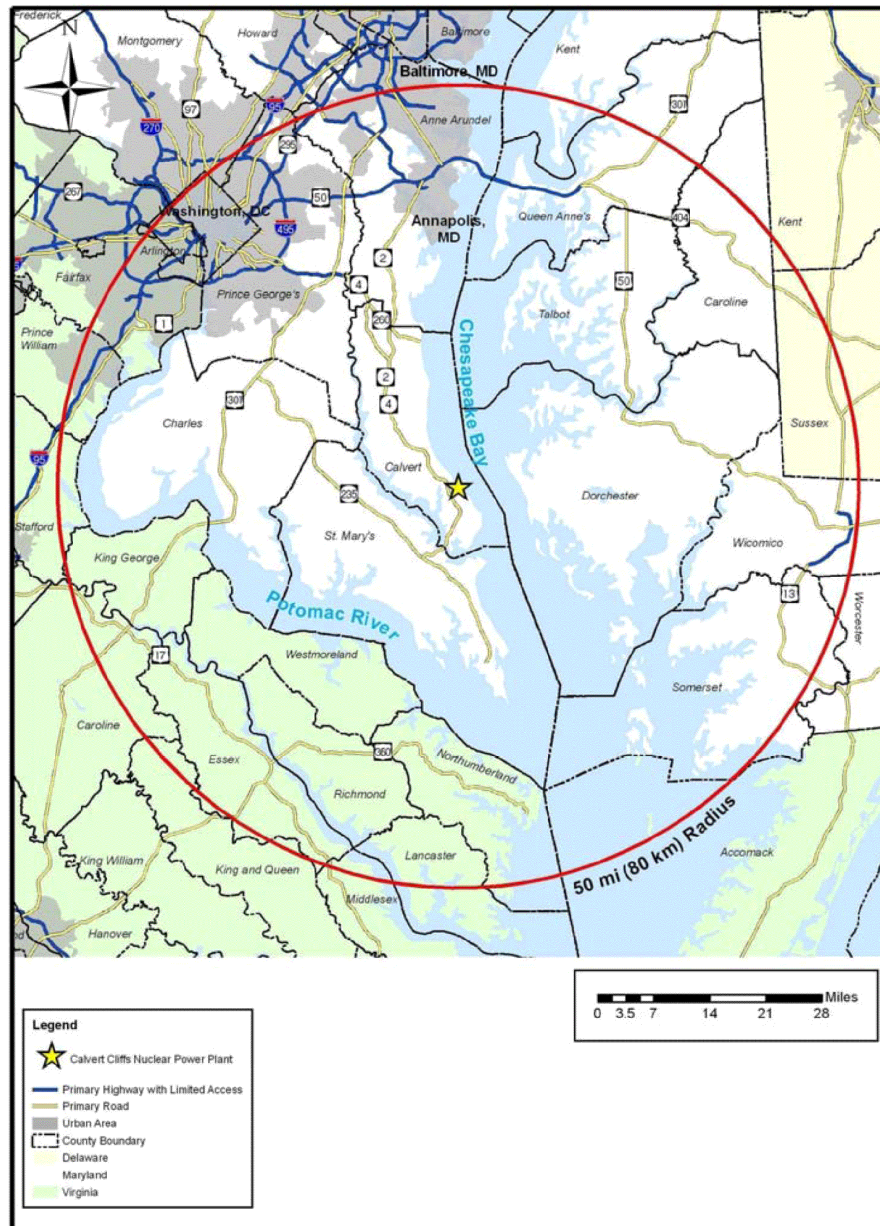 Frederick
Montgomery
Howard
Baltimore
Kent
N
Baltimore, MD
97
270
95
295
301
Anne Arundel
267
50
Washington, DC
495
Annapolis,
MD
Queen Anne's
404
Kent
Arlington
Fairfax
Prince George's
2
4
50
Caroline
Talbot
260
Prince
William
1
Chesapeake Bay
2
4
301
Charles
Sussex
95
Calvert
235
Dorchester
Stafford
St. Mary's
Wicomico
King George
13
Worcester
Potomac River
17
Westmoreland
Somerset
Caroline
360
Northumberland
Essex
Richmond
50 mi (80 km) Radius
Accomack
King William
King and Queen
Lancaster
Middlesex
Hanover
Miles
0 3.5 7 14 21 28
Legend
Calvert Cliffs Nuclear Power Plant
Primary Highway with Limited Access
Primary Road
Urban Area
County Boundary
Delaware
Maryland
Virginia